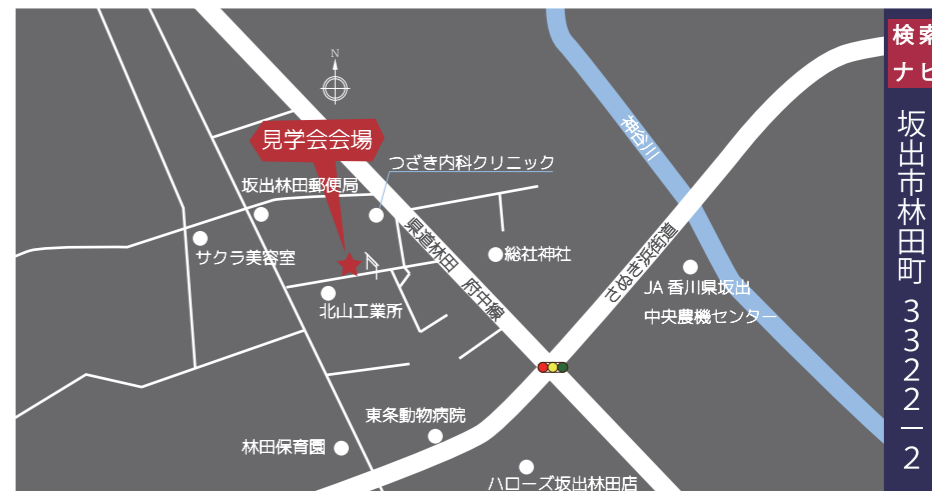 N
見学会会場
つざき内科クリニック
坂出林田郵便局
神谷川
サクラ美容室
県道林田 府中線
総社神社
さぬき浜街道
JA 香川県坂出
中央農機センター
北山工業所
東条動物病院
林田保育園
ハローズ坂出林田店
検索
ナビ
坂出市林田町3322－2